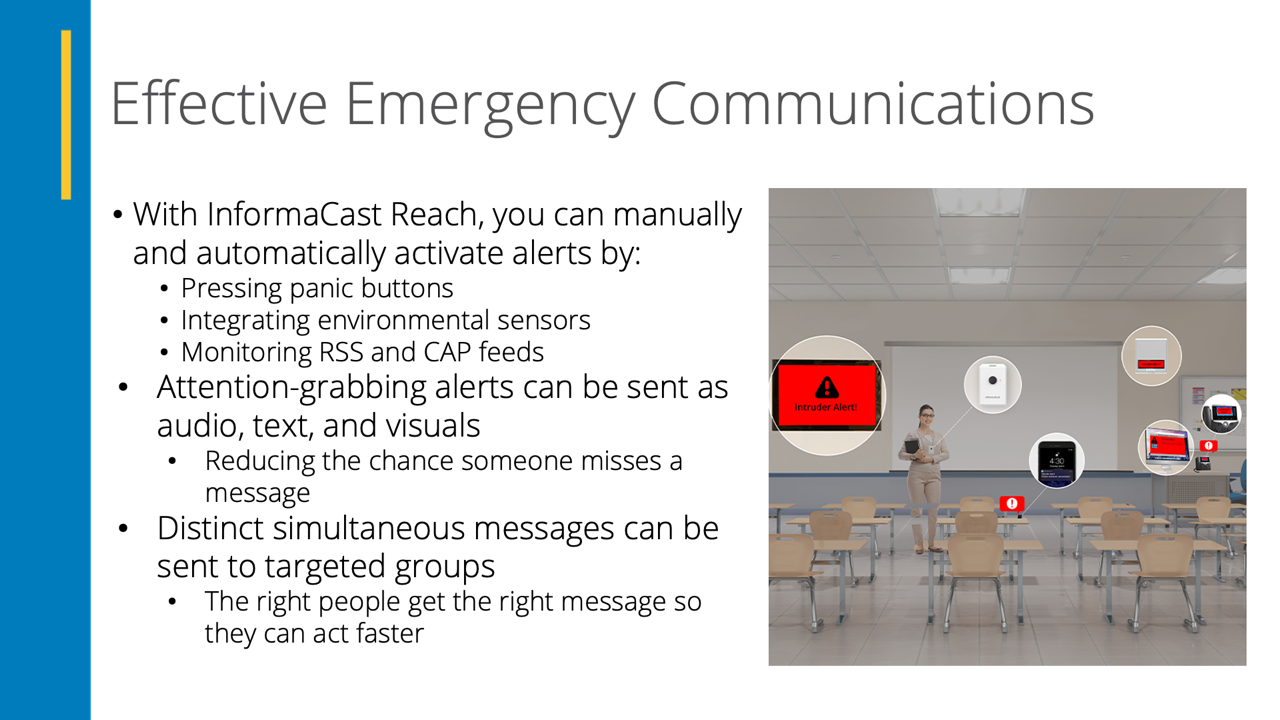 Effective Emergency Communications
• With InformaCast Reach, you can manually
and automatically activate alerts by:
• Pressing panic buttons
• Integrating environmental sensors
• Monitoring RSS and CAP feeds
• Attention-grabbing alerts can be sent as
audio, text, and visuals
• Reducing the chance someone misses a
message
• Distinct simultaneous messages can be
sent to targeted groups
• The right people get the right message so
they can act faster
Intruder Alert!
4:30